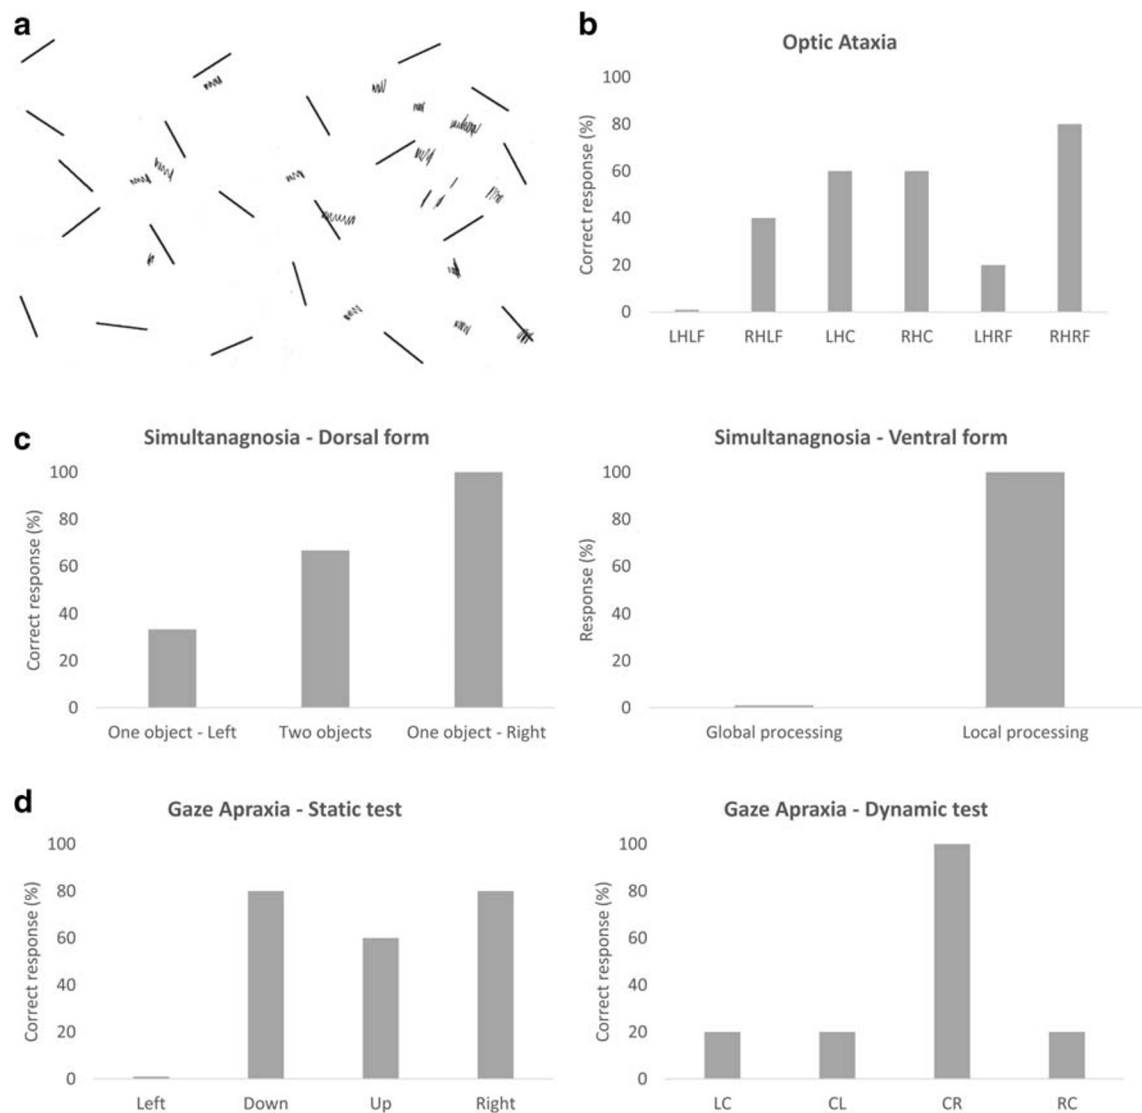 a
b
Optic Ataxia
Correct response (%)
100
80
60
40
20
0
LHLF RHLF LHC RHC LHRF RHRF
c
Simultanagnosia - Dorsal form
Correct response (%)
100
80
60
40
20
0
One object - Left Two objects One object - Right
Simultanagnosia - Ventral form
Response (%)
100
80
60
40
20
0
Global processing Local processing
d
Gaze Apraxia - Static test
Correct response (%)
100
80
60
40
20
0
Left Down Up Right
Gaze Apraxia - Dynamic test
Correct response (%)
100
80
60
40
20
0
LC CL CR RC